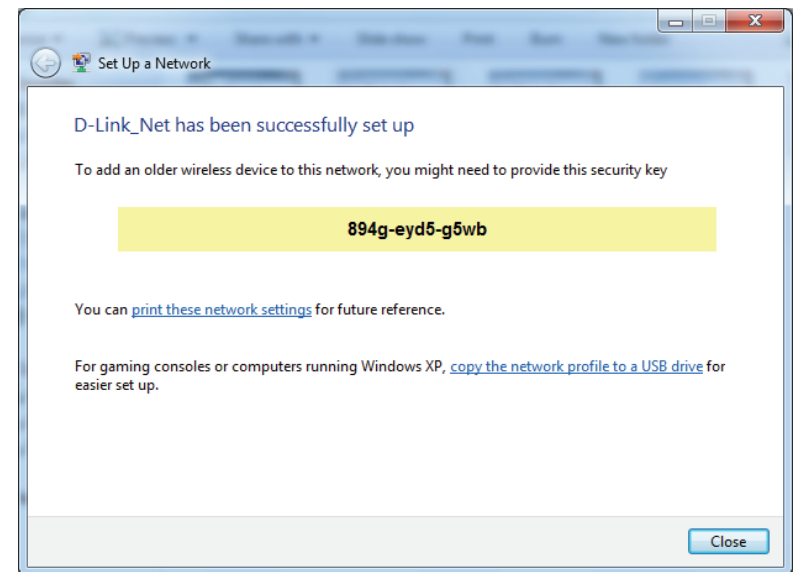 Set Up a Network
D-Link_Net has been successfully set up
To add an older wireless device to this network, you might need to provide this security key
894g-eyd5-g5wb
You can print these network settings for future reference.
For gaming consoles or computers running Windows XP, copy the network profile to a USB drive for
easier set up.
Close